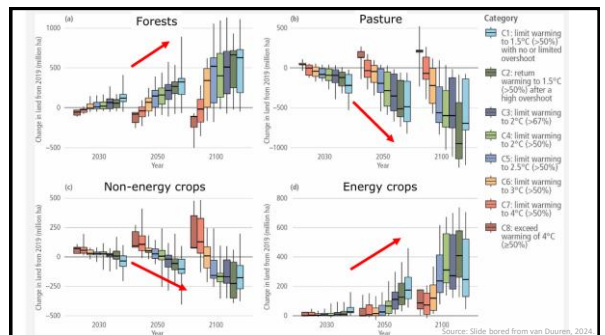 (a)
Forests
Change in land from 2019 (million ha)
1000
500
0
−500
2030
2050
2100
Year
(b)
Pasture
Change in land from 2019 (million ha)
500
0
−500
−1000
2030
2050
2100
Year
(c)
Non-energy crops
Change in land from 2019 (million ha)
500
250
0
−250
−500
2030
2050
2100
Year
(d)
Energy crops
Change in land from 2019 (million ha)
800
600
400
200
0
2030
2050
2100
Year
Category
C1: limit warming
to 1.5°C (>50%)
with no or limited
overshoot
C2: return
warming to 1.5°C
(>50%) after a
high overshoot
C3: limit warming
to 2°C (>67%)
C4: limit warming
to 2°C (>50%)
C5: limit warming
to 2.5°C (>50%)
C6: limit warming
to 3°C (>50%)
C7: limit warming
to 4°C (>50%)
C8: exceed
warming of 4°C
(≥50%)
Source: Slide bored from van Duuren, 2024.